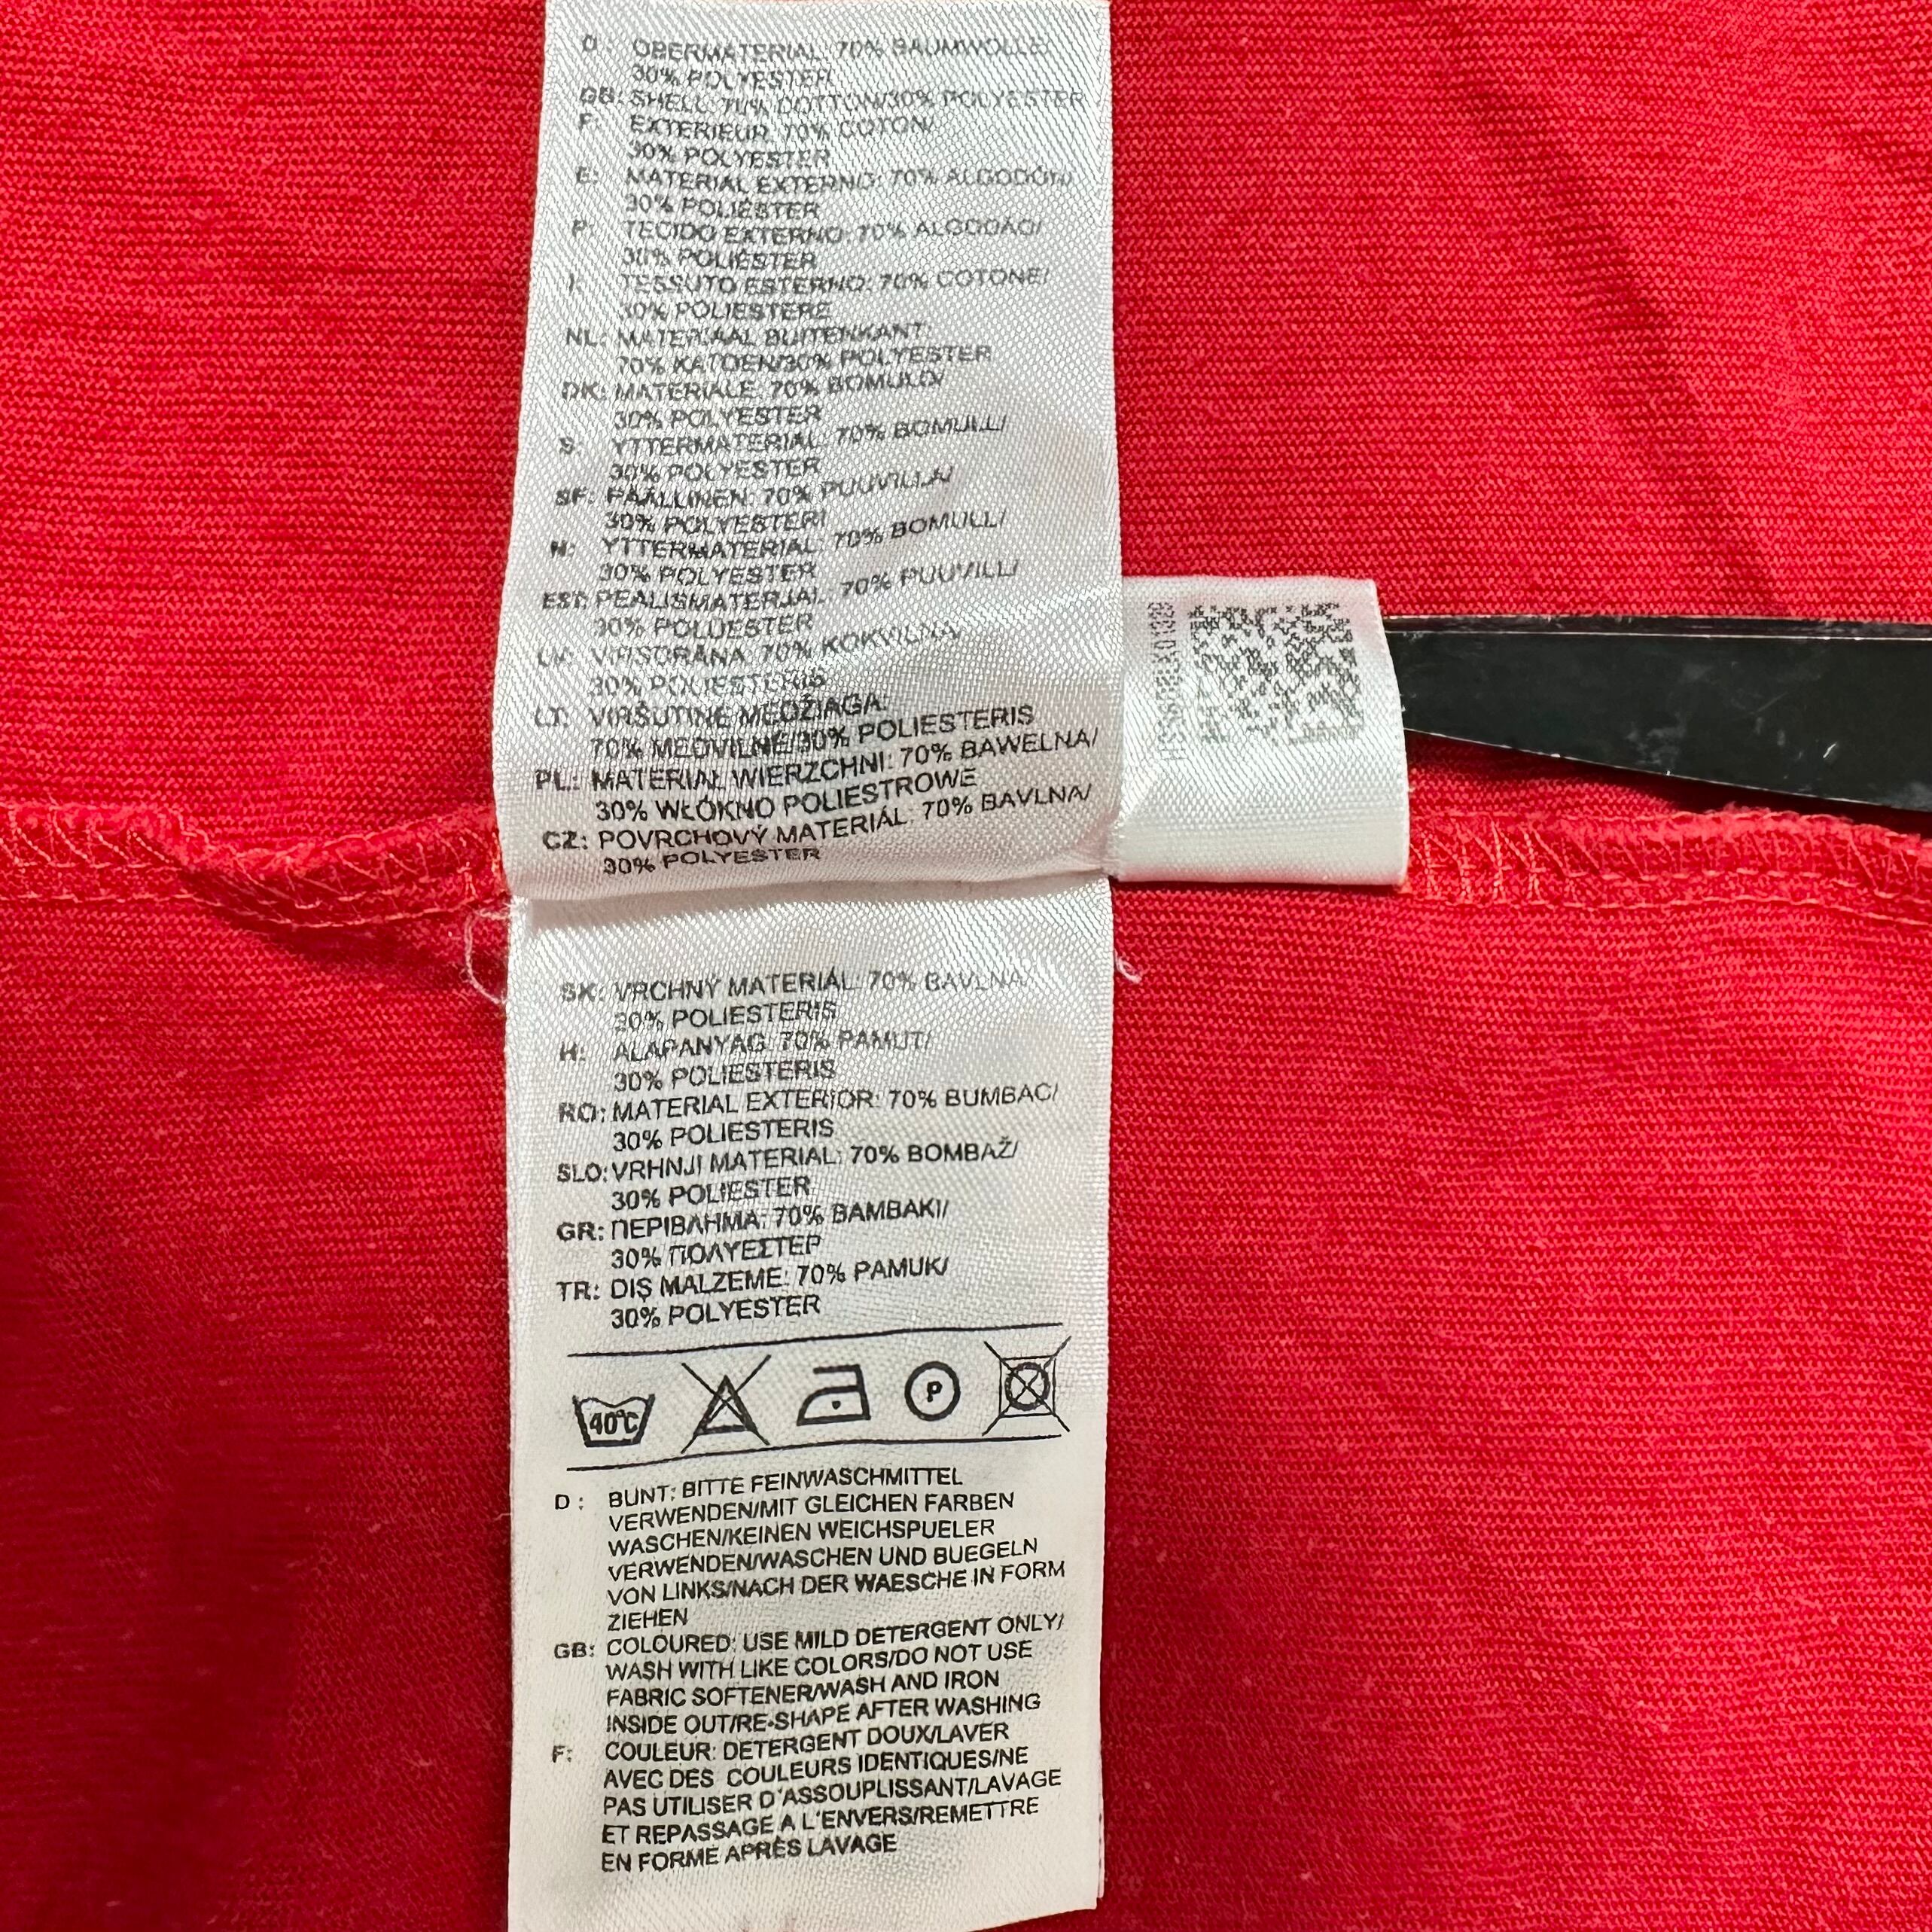 D: OBERMATERIAL: 70% BAUMWOLLE/
30% POLYESTER
GB: SHELL: 70% COTTON/30% POLYESTER
F: EXTERIEUR: 70% COTON/
30% POLYESTER
E: MATERIAL EXTERNO: 70% ALGODÓN/
30% POLIÉSTER
P: TECIDO EXTERNO: 70% ALGODÃO/
30% POLIÉSTER
I: TESSUTO ESTERNO: 70% COTONE/
30% POLIESTERE
NL: MATERIAAL BUITENKANT:
70% KATOEN/30% POLYESTER
DK: MATERIALE: 70% BOMULD/
30% POLYESTER
S: YTTERMATERIAL: 70% BOMULL/
30% POLYESTER
SF: PÄÄLLINEN: 70% PUUVILLA/
30% POLYESTERI
N: YTTERMATERIAL: 70% BOMULL/
30% POLYESTER
EST: PEALISMATERJAL: 70% PUUVILL/
30% POLÜESTER
LV: VIRSDRĀNA: 70% KOKVILNA/
30% POLIESTERIS
LT: VIRŠUTINĖ MEDŽIAGA:
70% MEDVILNĖ/30% POLIESTERIS
PL: MATERIAŁ WIERZCHNI: 70% BAWEŁNA/
30% WŁÓKNO POLIESTROWE
CZ: POVRCHOVÝ MATERIÁL: 70% BAVLNA/
30% POLYESTER
SK: VRCHNÝ MATERIÁL: 70% BAVLNA/
30% POLIESTERIS
H: ALAPANYAG: 70% PAMUT/
30% POLIESTERIS
RO: MATERIAL EXTERIOR: 70% BUMBAC/
30% POLIESTERIS
SLO: VRHNJI MATERIAL: 70% BOMBAŽ/
30% POLIESTER
GR: ΠΕΡΙΒΛΗΜΑ: 70% ΒΑΜΒΑΚΙ/
30% ΠΟΛΥΕΣΤΕΡ
TR: DIŞ MALZEME: 70% PAMUK/
30% POLYESTER
40°C P
D: BUNT: BITTE FEINWASCHMITTEL
VERWENDEN/MIT GLEICHEN FARBEN
WASCHEN/KEINEN WEICHSPUELER
VERWENDEN/WASCHEN UND BUEGELN
VON LINKS/NACH DER WAESCHE IN FORM
ZIEHEN
GB: COLOURED: USE MILD DETERGENT ONLY/
WASH WITH LIKE COLORS/DO NOT USE
FABRIC SOFTENER/WASH AND IRON
INSIDE OUT/RE-SHAPE AFTER WASHING
F: COULEUR: DETERGENT DOUX/LAVER
AVEC DES COULEURS IDENTIQUES/NE
PAS UTILISER D'ASSOUPLISSANT/LAVAGE
ET REPASSAGE A L'ENVERS/REMETTRE
EN FORME APRÈS LAVAGE